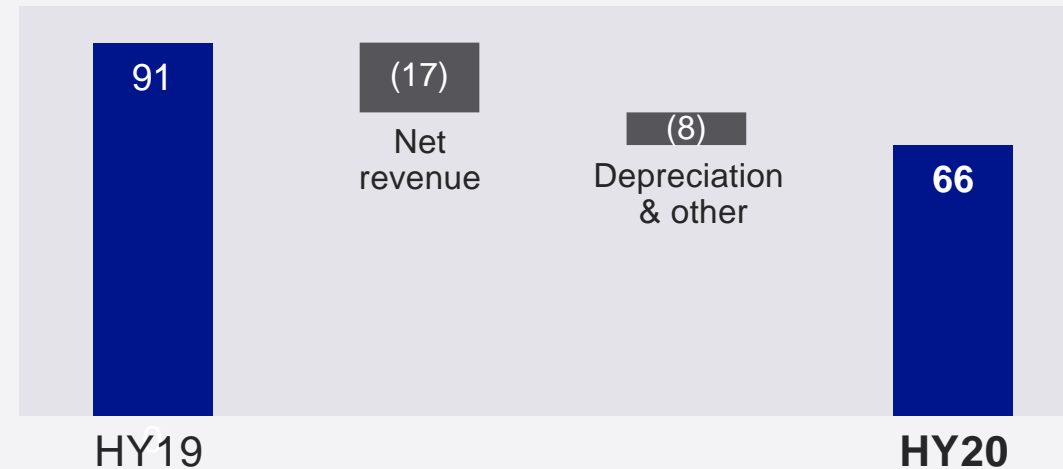 91
(17)
Net
revenue
(8)
Depreciation
& other
66
HY19
HY20